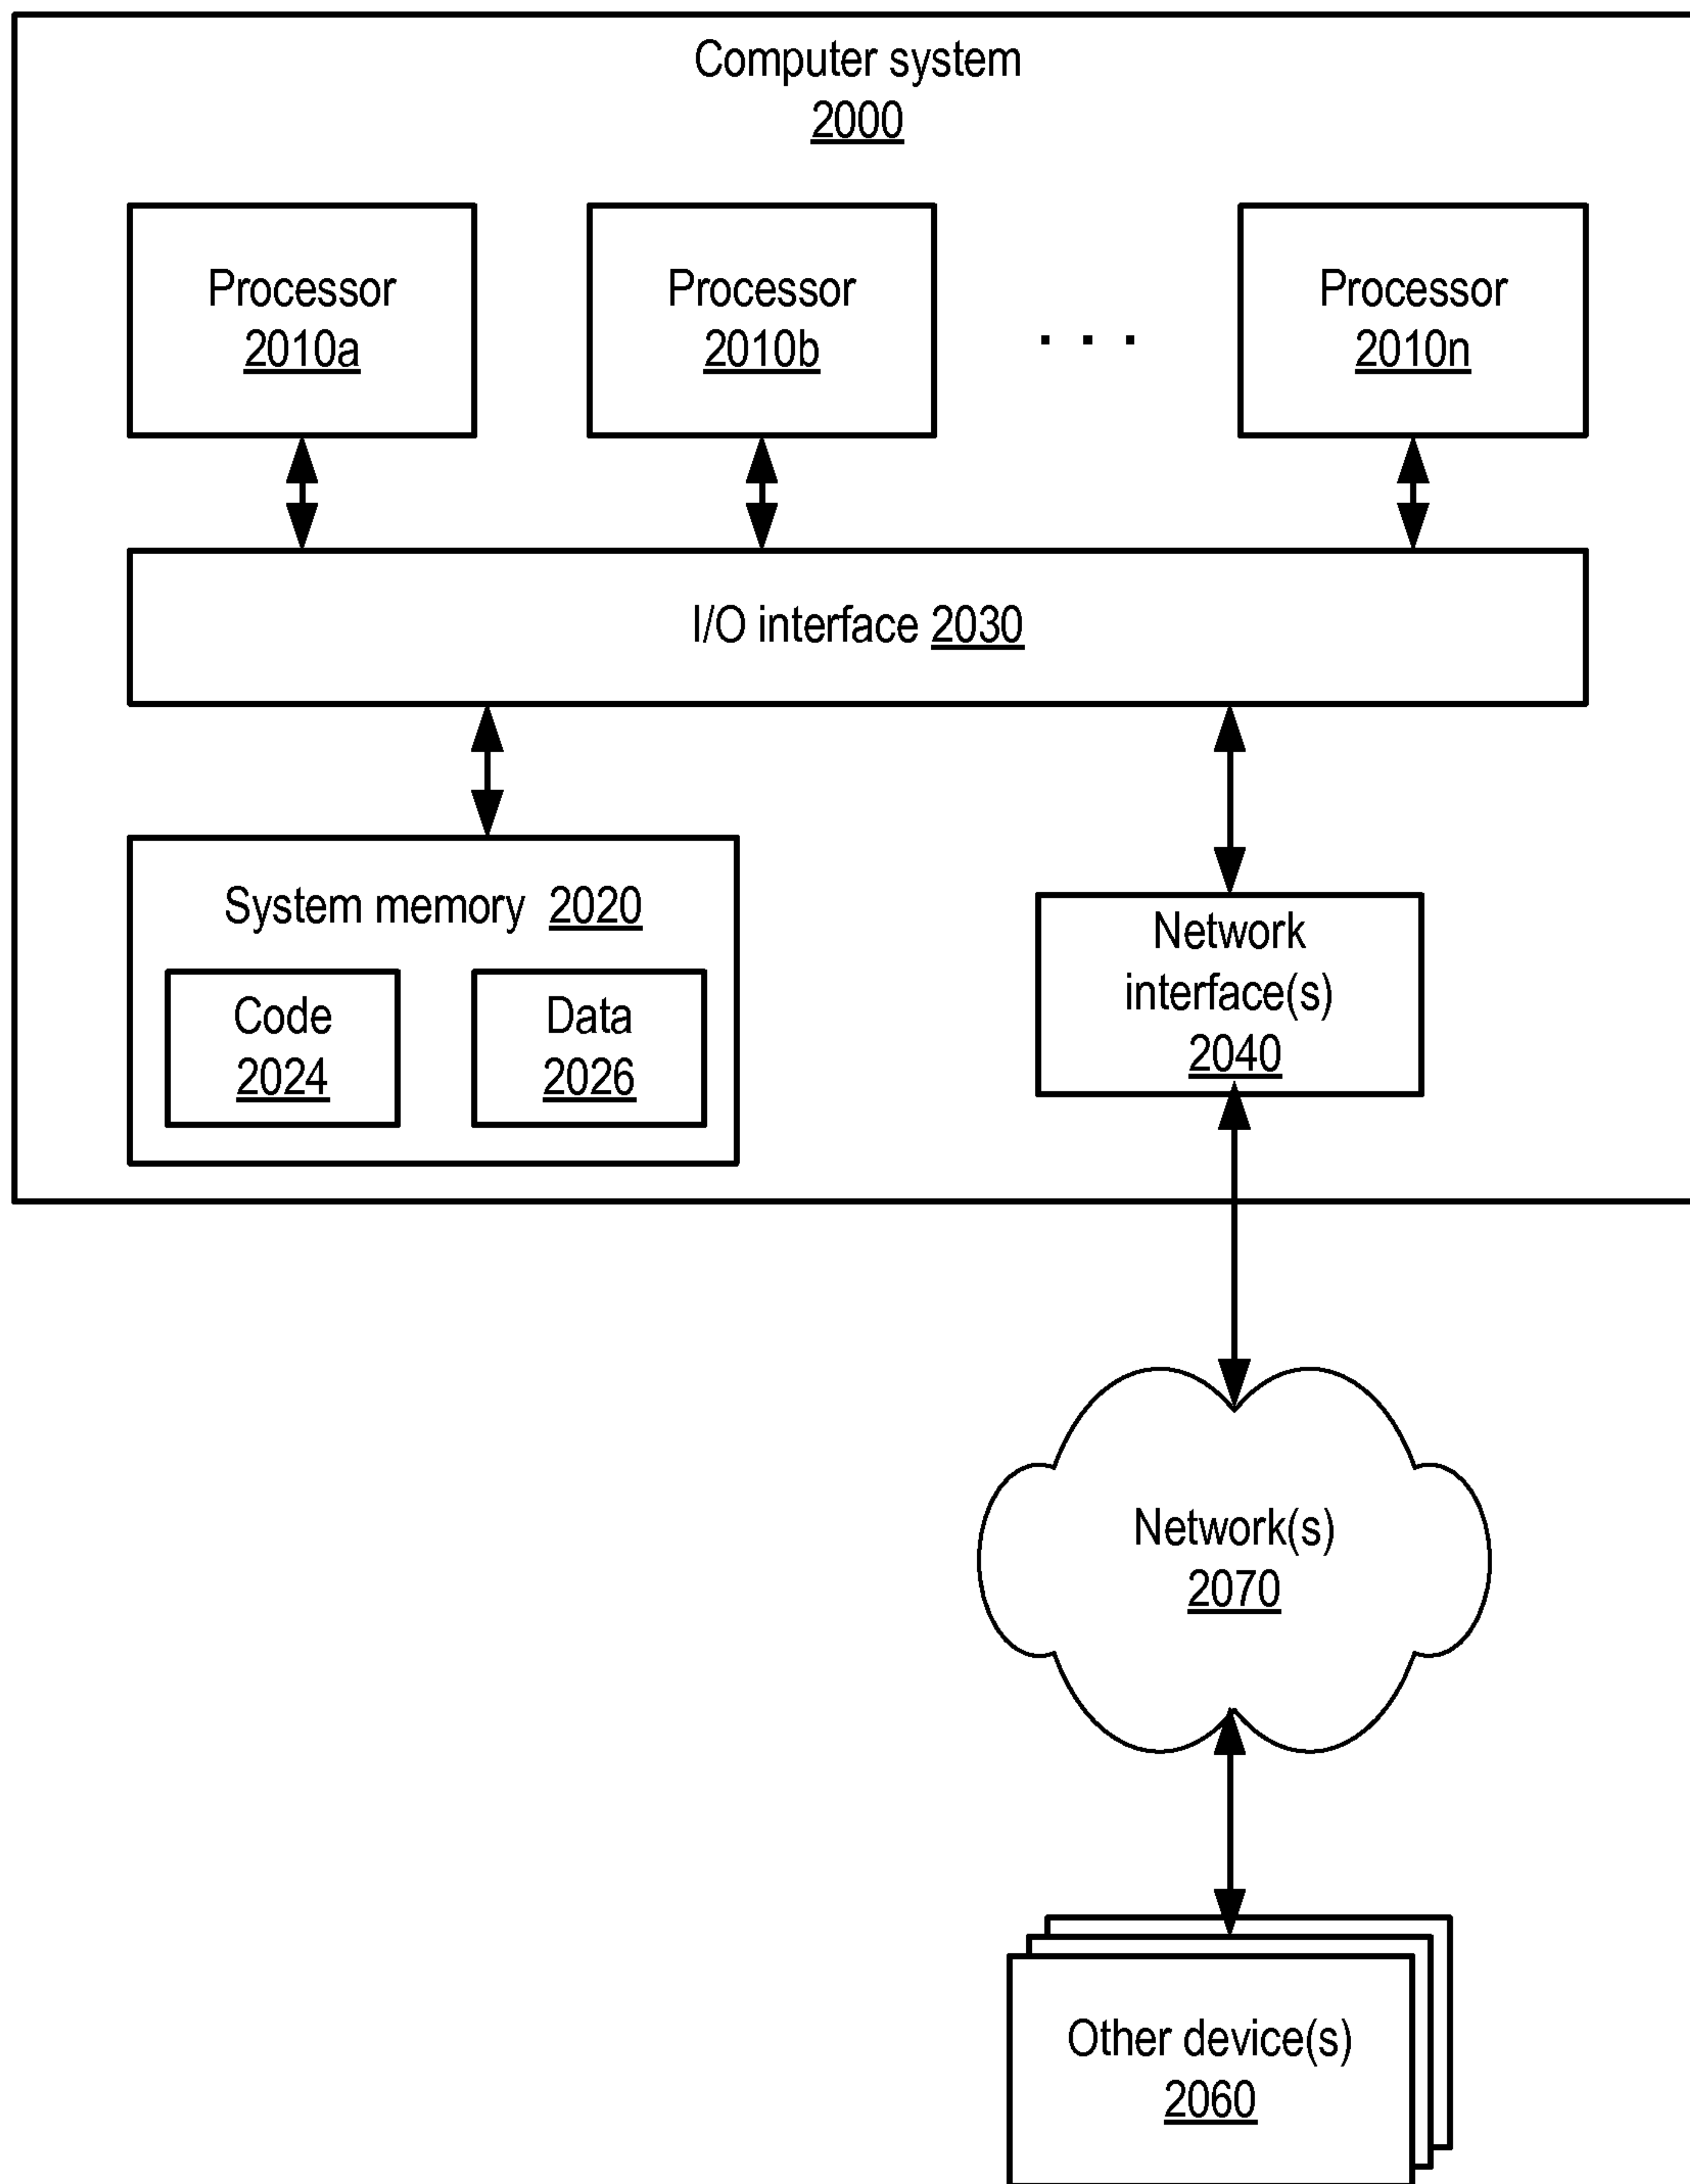 Computer system
2000
Processor
2010a
Processor
2010b
. . .
Processor
2010n
I/O interface 2030
System memory 2020
Code
2024
Data
2026
Network
interface(s)
2040
Network(s)
2070
Other device(s)
2060